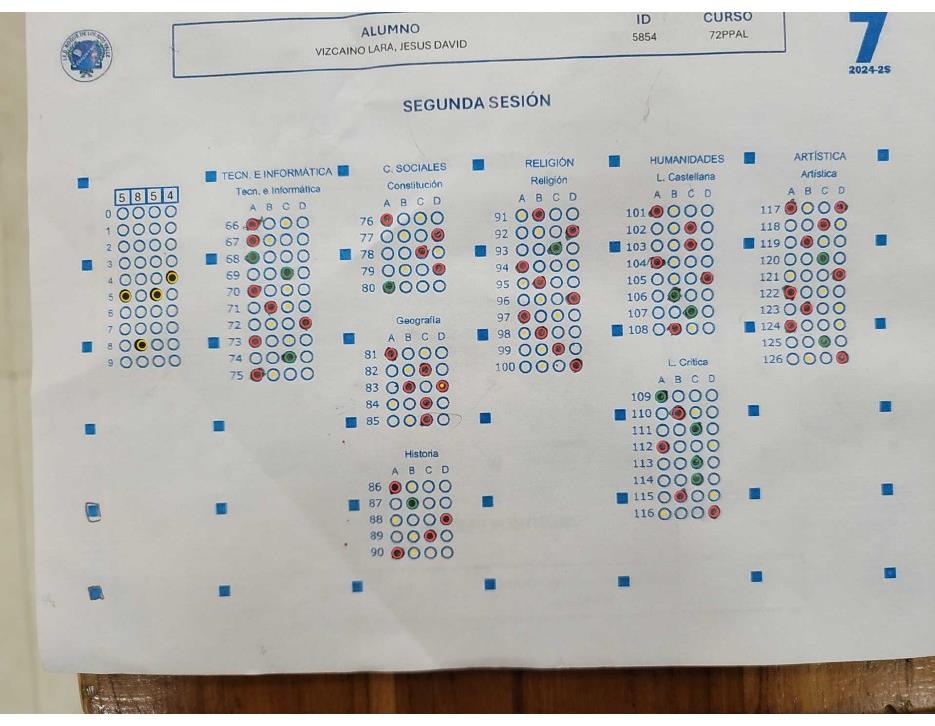 ALUMNO
VIZCAINO LARA, JESUS DAVID
ID
5854
CURSO
72PPAL
7
2024-25
SEGUNDA SESIÓN
5 8 5 4
0
1
2
3
4
5
6
7
8
9
TECN. E INFORMÁTICA
Tecn. e Informática
A B C D
66
67
68
69
70
71
72
73
74
75
C. SOCIALES
Constitución
A B C D
76
77
78
79
80
Geografía
A B C D
81
82
83
84
85
Historia
A B C D
86
87
88
89
90
RELIGIÓN
Religión
A B C D
91
92
93
94
95
96
97
98
99
100
HUMANIDADES
L. Castellana
A B C D
101
102
103
104
105
106
107
108
L. Crítica
A B C D
109
110
111
112
113
114
115
116
ARTÍSTICA
Artística
A B C D
117
118
119
120
121
122
123
124
125
126